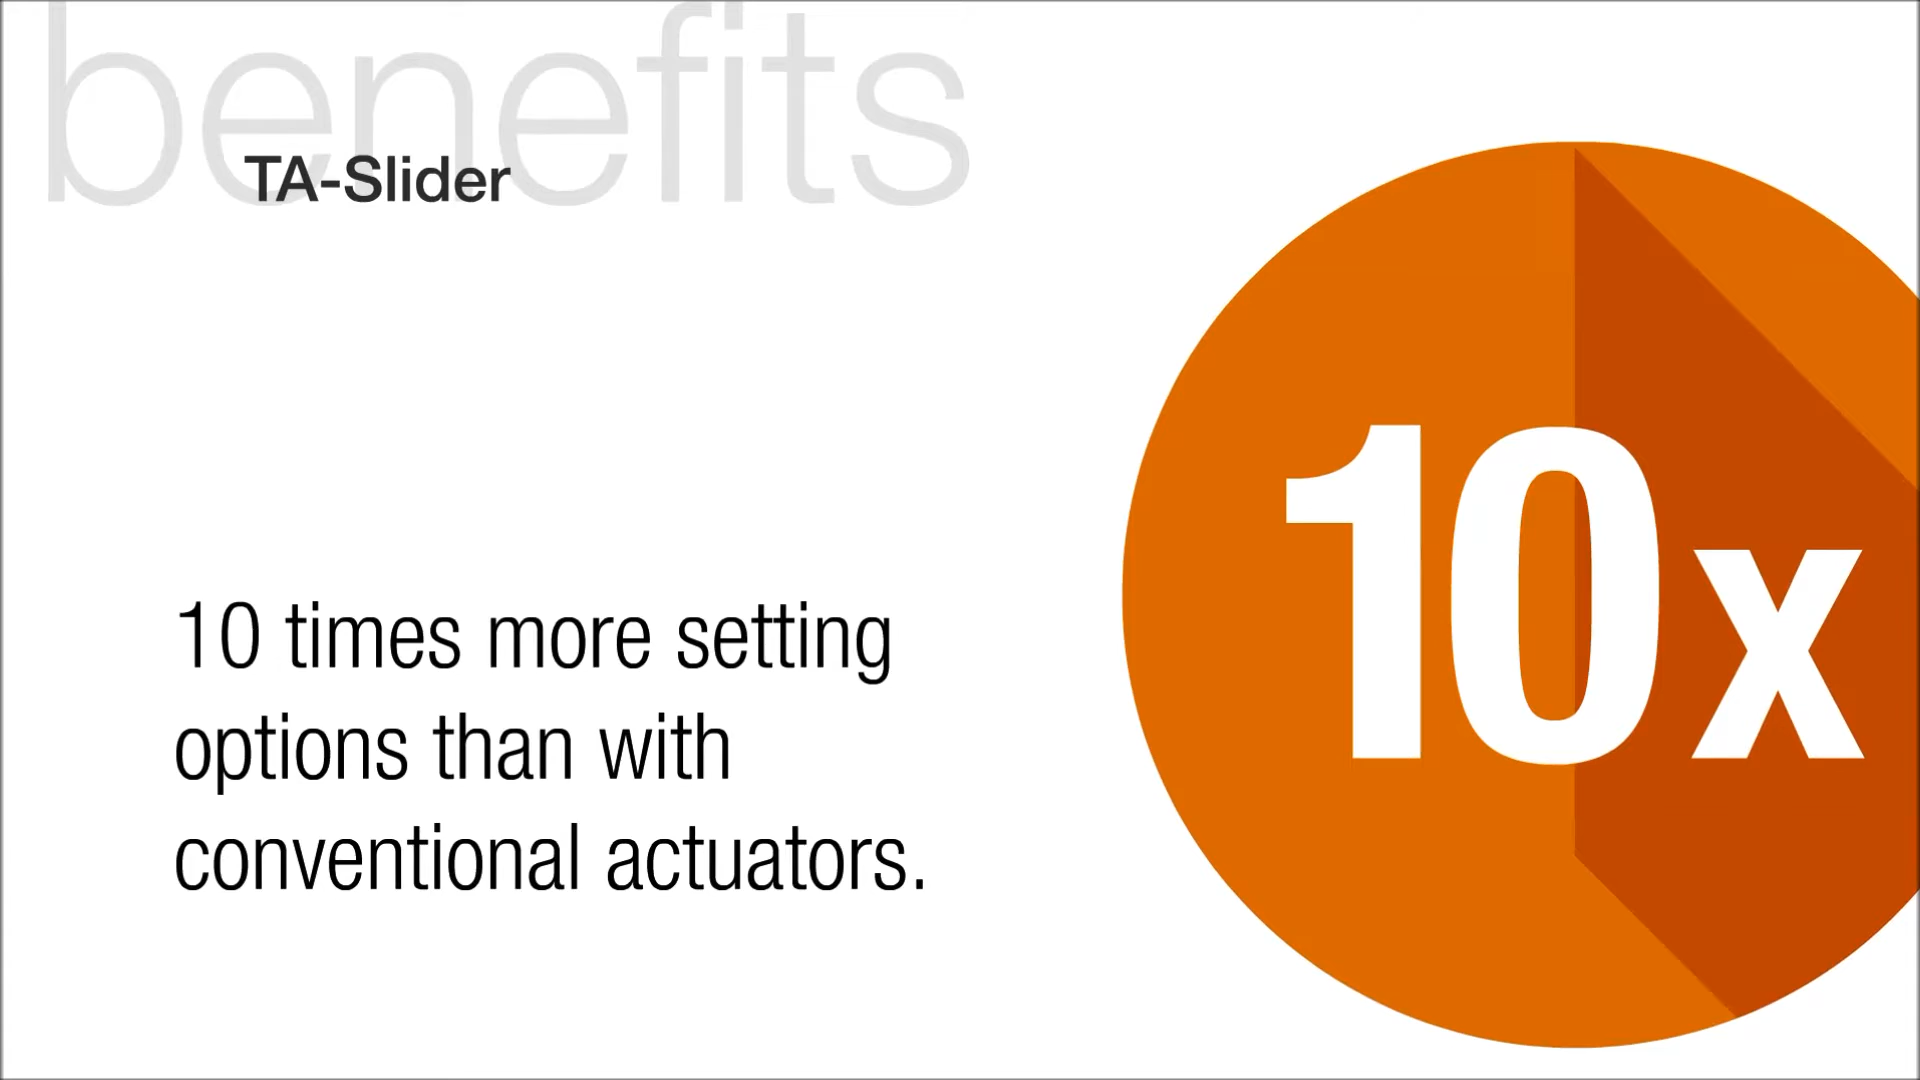 benefits
TA-Slider
10 times more setting
options than with
conventional actuators.
10x